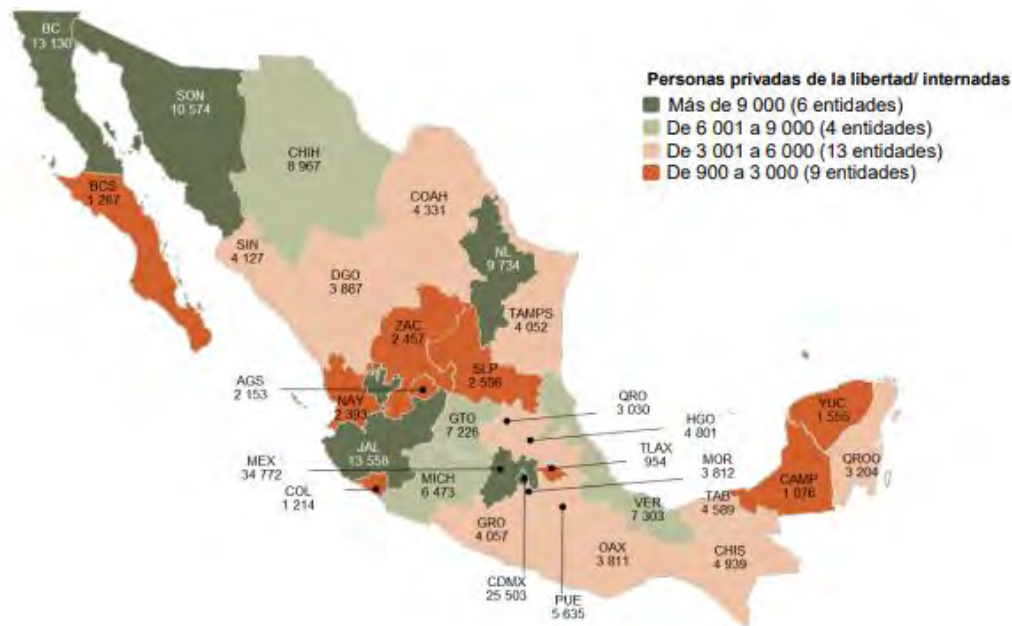 BC
13 130
SON
10 574
CHIH
8 967
BCS
1 267
COAH
4 331
SIN
4 127
NL
9 734
DGO
3 887
TAMPS
4 052
ZAC
2 457
SLP
2 556
AGS
2 153
NAY
2 393
QRO
3 030
GTO
7 226
HGO
4 801
JAL
13 558
TLAX
954
MEX
34 772
MOR
3 812
MICH
6 473
COL
1 214
YUC
1 555
QROO
3 204
CAMP
1 076
VER
7 303
TAB
4 589
GRO
4 057
OAX
3 811
CHIS
4 939
CDMX
25 503
PUE
5 635
Personas privadas de la libertad/ internadas
Más de 9 000 (6 entidades)
De 6 001 a 9 000 (4 entidades)
De 3 001 a 6 000 (13 entidades)
De 900 a 3 000 (9 entidades)